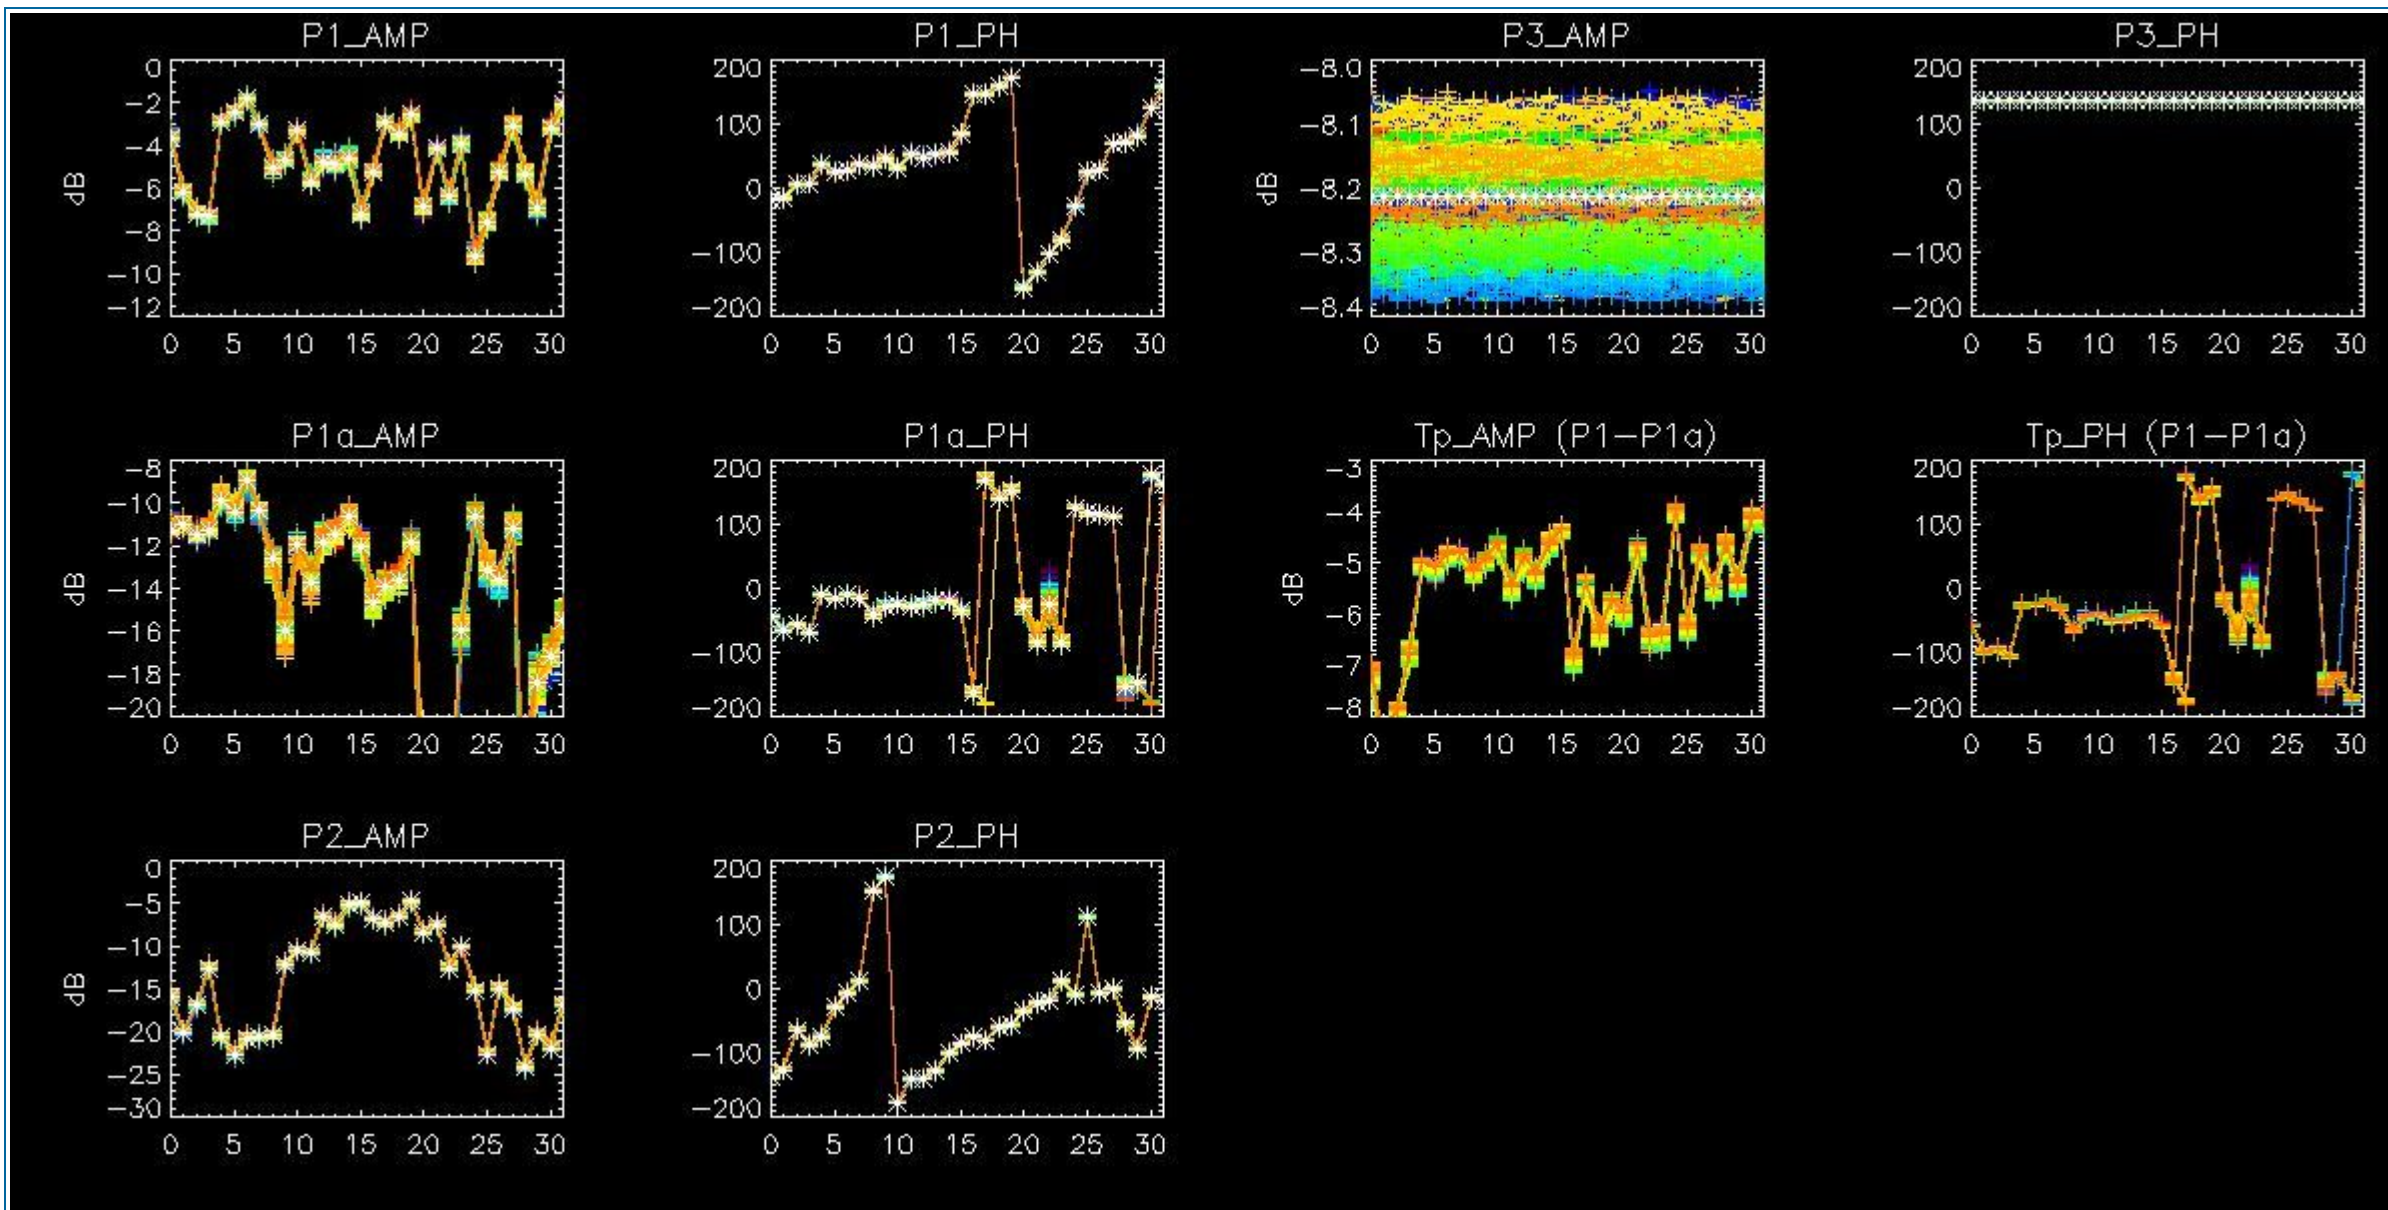 P1_AMP
P1_PH
P3_AMP
P3_PH
0
−2
−4
−6
−8
−10
−12
dB
0 5 10 15 20 25 30
200
100
0
−100
−200
0 5 10 15 20 25 30
−8.0
−8.1
−8.2
−8.3
−8.4
dB
0 5 10 15 20 25 30
200
100
0
−100
−200
0 5 10 15 20 25 30
P1a_AMP
P1a_PH
Tp_AMP (P1−P1a)
Tp_PH (P1−P1a)
−8
−10
−12
−14
−16
−18
−20
dB
0 5 10 15 20 25 30
200
100
0
−100
−200
0 5 10 15 20 25 30
−3
−4
−5
−6
−7
−8
dB
0 5 10 15 20 25 30
200
100
0
−100
−200
0 5 10 15 20 25 30
P2_AMP
P2_PH
0
−5
−10
−15
−20
−25
−30
dB
0 5 10 15 20 25 30
200
100
0
−100
−200
0 5 10 15 20 25 30